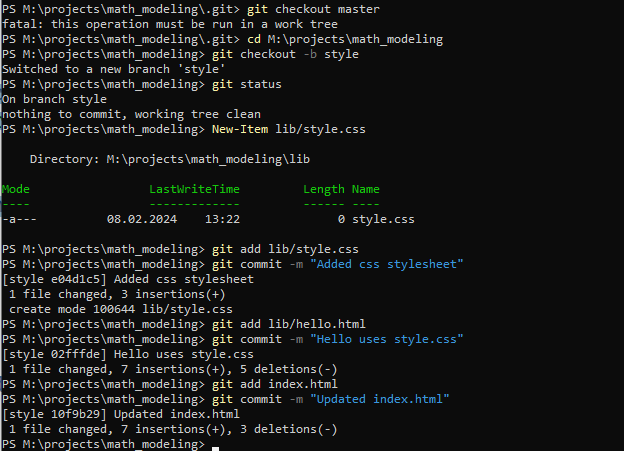 PS M:\projects\math_modeling\.git> git checkout master
fatal: this operation must be run in a work tree
PS M:\projects\math_modeling\.git> cd M:\projects\math_modeling
PS M:\projects\math_modeling> git checkout -b style
Switched to a new branch 'style'
PS M:\projects\math_modeling> git status
On branch style
nothing to commit, working tree clean
PS M:\projects\math_modeling> New-Item lib/style.css
Directory: M:\projects\math_modeling\lib
Mode LastWriteTime Length Name
---- ------------- ------ ----
-a--- 08.02.2024 13:22 0 style.css
PS M:\projects\math_modeling> git add lib/style.css
PS M:\projects\math_modeling> git commit -m "Added css stylesheet"
[style e04d1c5] Added css stylesheet
1 file changed, 3 insertions(+)
create mode 100644 lib/style.css
PS M:\projects\math_modeling> git add lib/hello.html
PS M:\projects\math_modeling> git commit -m "Hello uses style.css"
[style 02fffde] Hello uses style.css
1 file changed, 7 insertions(+), 5 deletions(-)
PS M:\projects\math_modeling> git add index.html
PS M:\projects\math_modeling> git commit -m "Updated index.html"
[style 10f9b29] Updated index.html
1 file changed, 7 insertions(+), 3 deletions(-)
PS M:\projects\math_modeling>